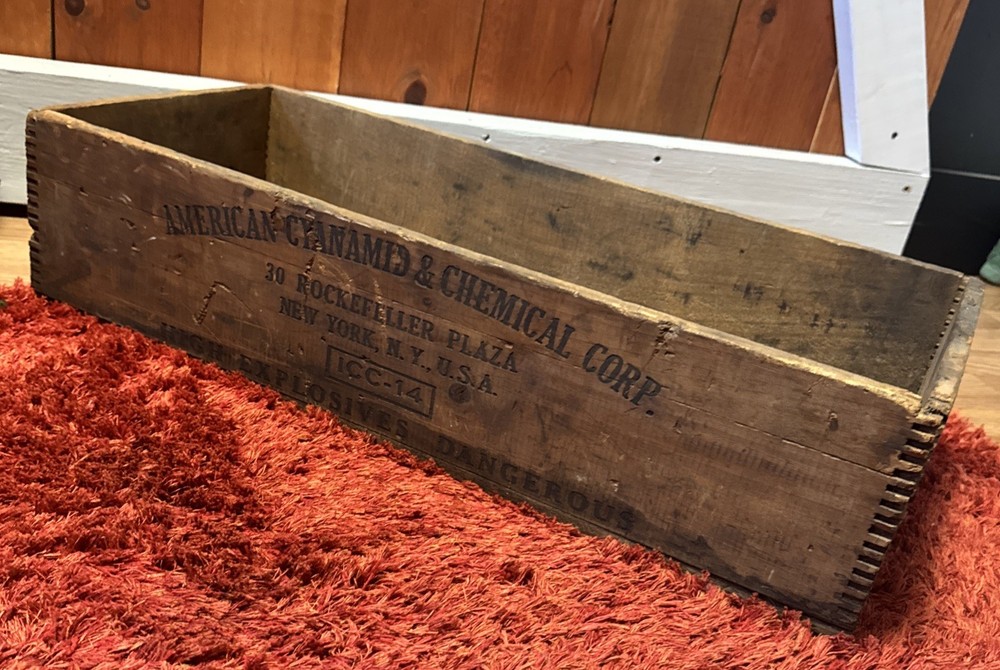 AMERICAN CYANAMID & CHEMICAL CORP.
30 ROCKEFELLER PLAZA
NEW YORK, N.Y., U.S.A.
ICC-14
HIGH EXPLOSIVES DANGEROUS